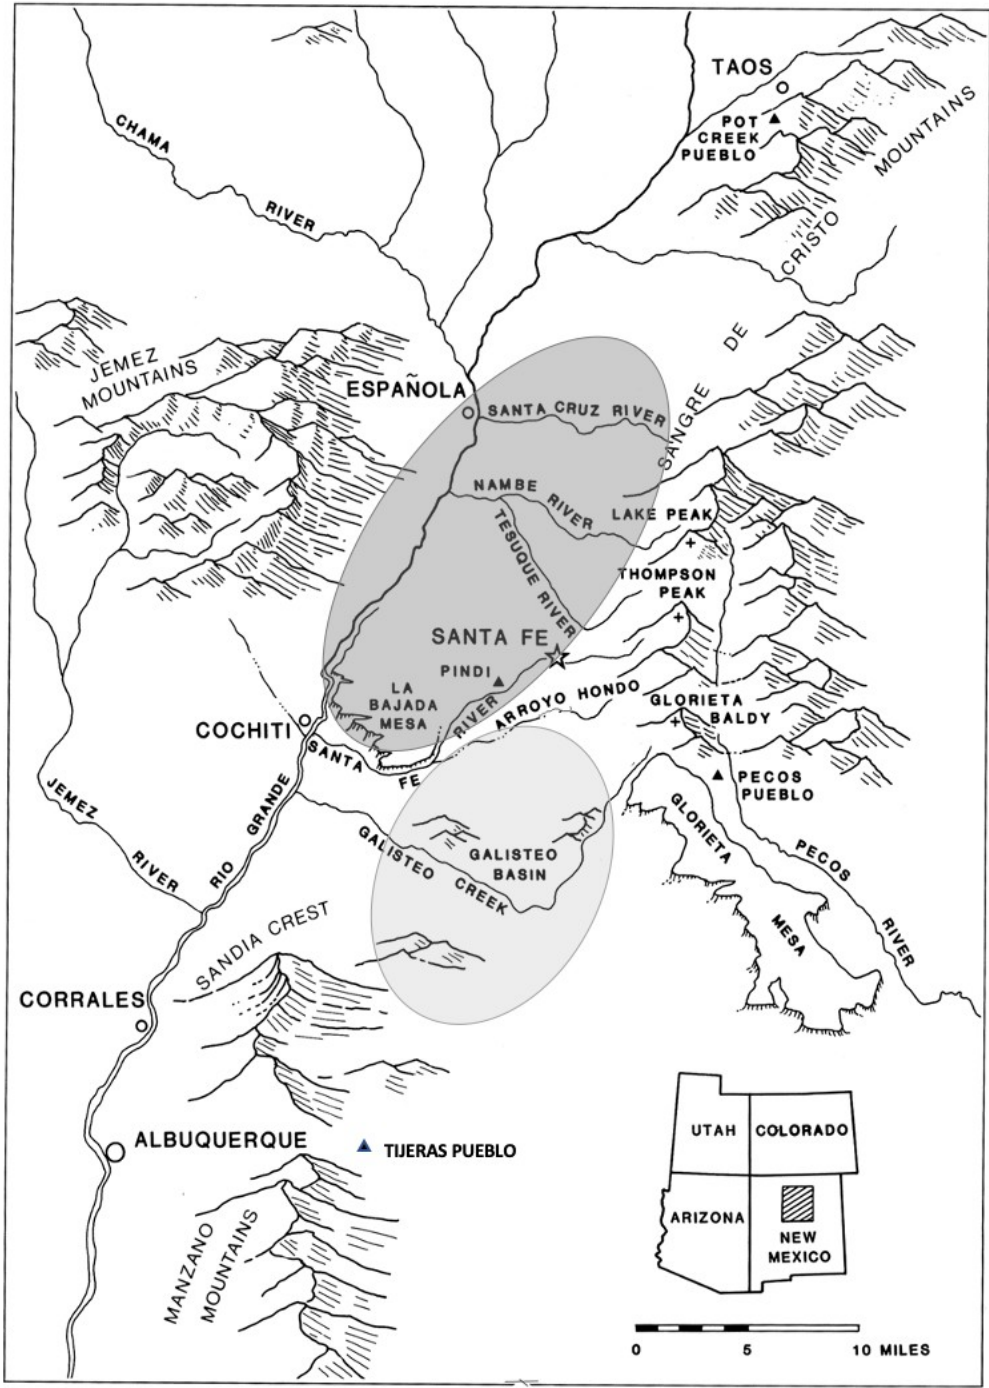 TAOS
POT
CREEK
PUEBLO
MOUNTAINS
CRISTO
DE
SANGRE
CHAMA
RIVER
JEMEZ
MOUNTAINS
ESPAÑOLA
SANTA CRUZ RIVER
NAMBE
RIVER
LAKE PEAK
TESUQUE RIVER
THOMPSON
PEAK
SANTA FE
PINDI
LA
BAJADA
MESA
RIVER
ARROYO HONDO
GLORIETA
BALDY
COCHITI
SANTA
FE
PECOS
PUEBLO
JEMEZ
RIVER
RIO
GRANDE
GALISTEO
CREEK
GALISTEO
BASIN
GLORIETA
MESA
PECOS
RIVER
SANDIA CREST
CORRALES
ALBUQUERQUE
TIJERAS PUEBLO
MANZANO
MOUNTAINS
UTAH
COLORADO
ARIZONA
NEW
MEXICO
0 5 10 MILES